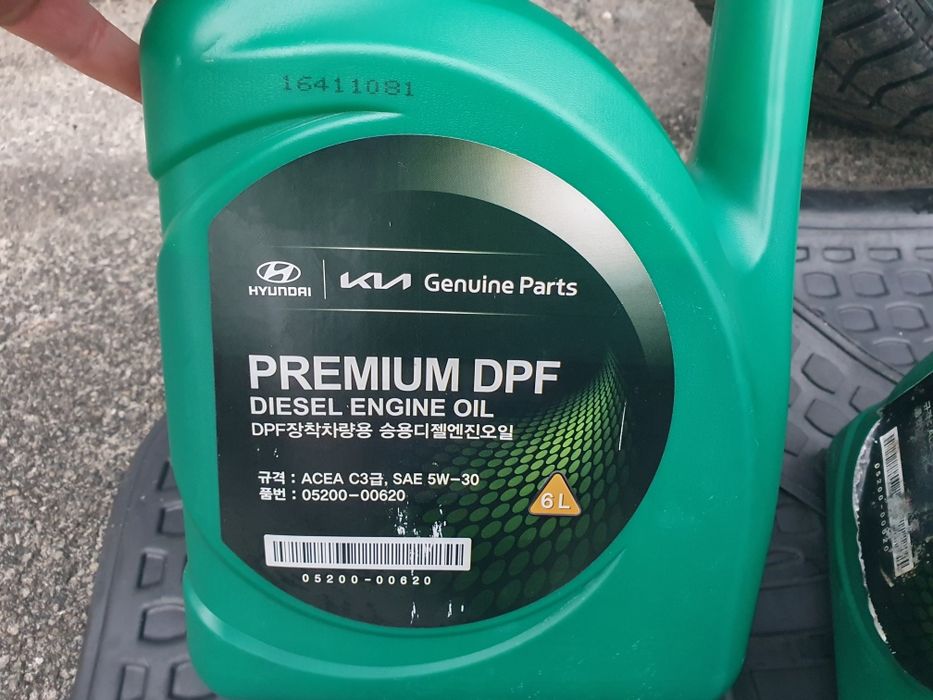 16411081
HYUNDAI KIA Genuine Parts
PREMIUM DPF
DIESEL ENGINE OIL
DPF장착차량용 승용디젤엔진오일
규격 : ACEA C3급, SAE 5W-30
품번 : 05200-00620
6L
05200-00620
05200-00620